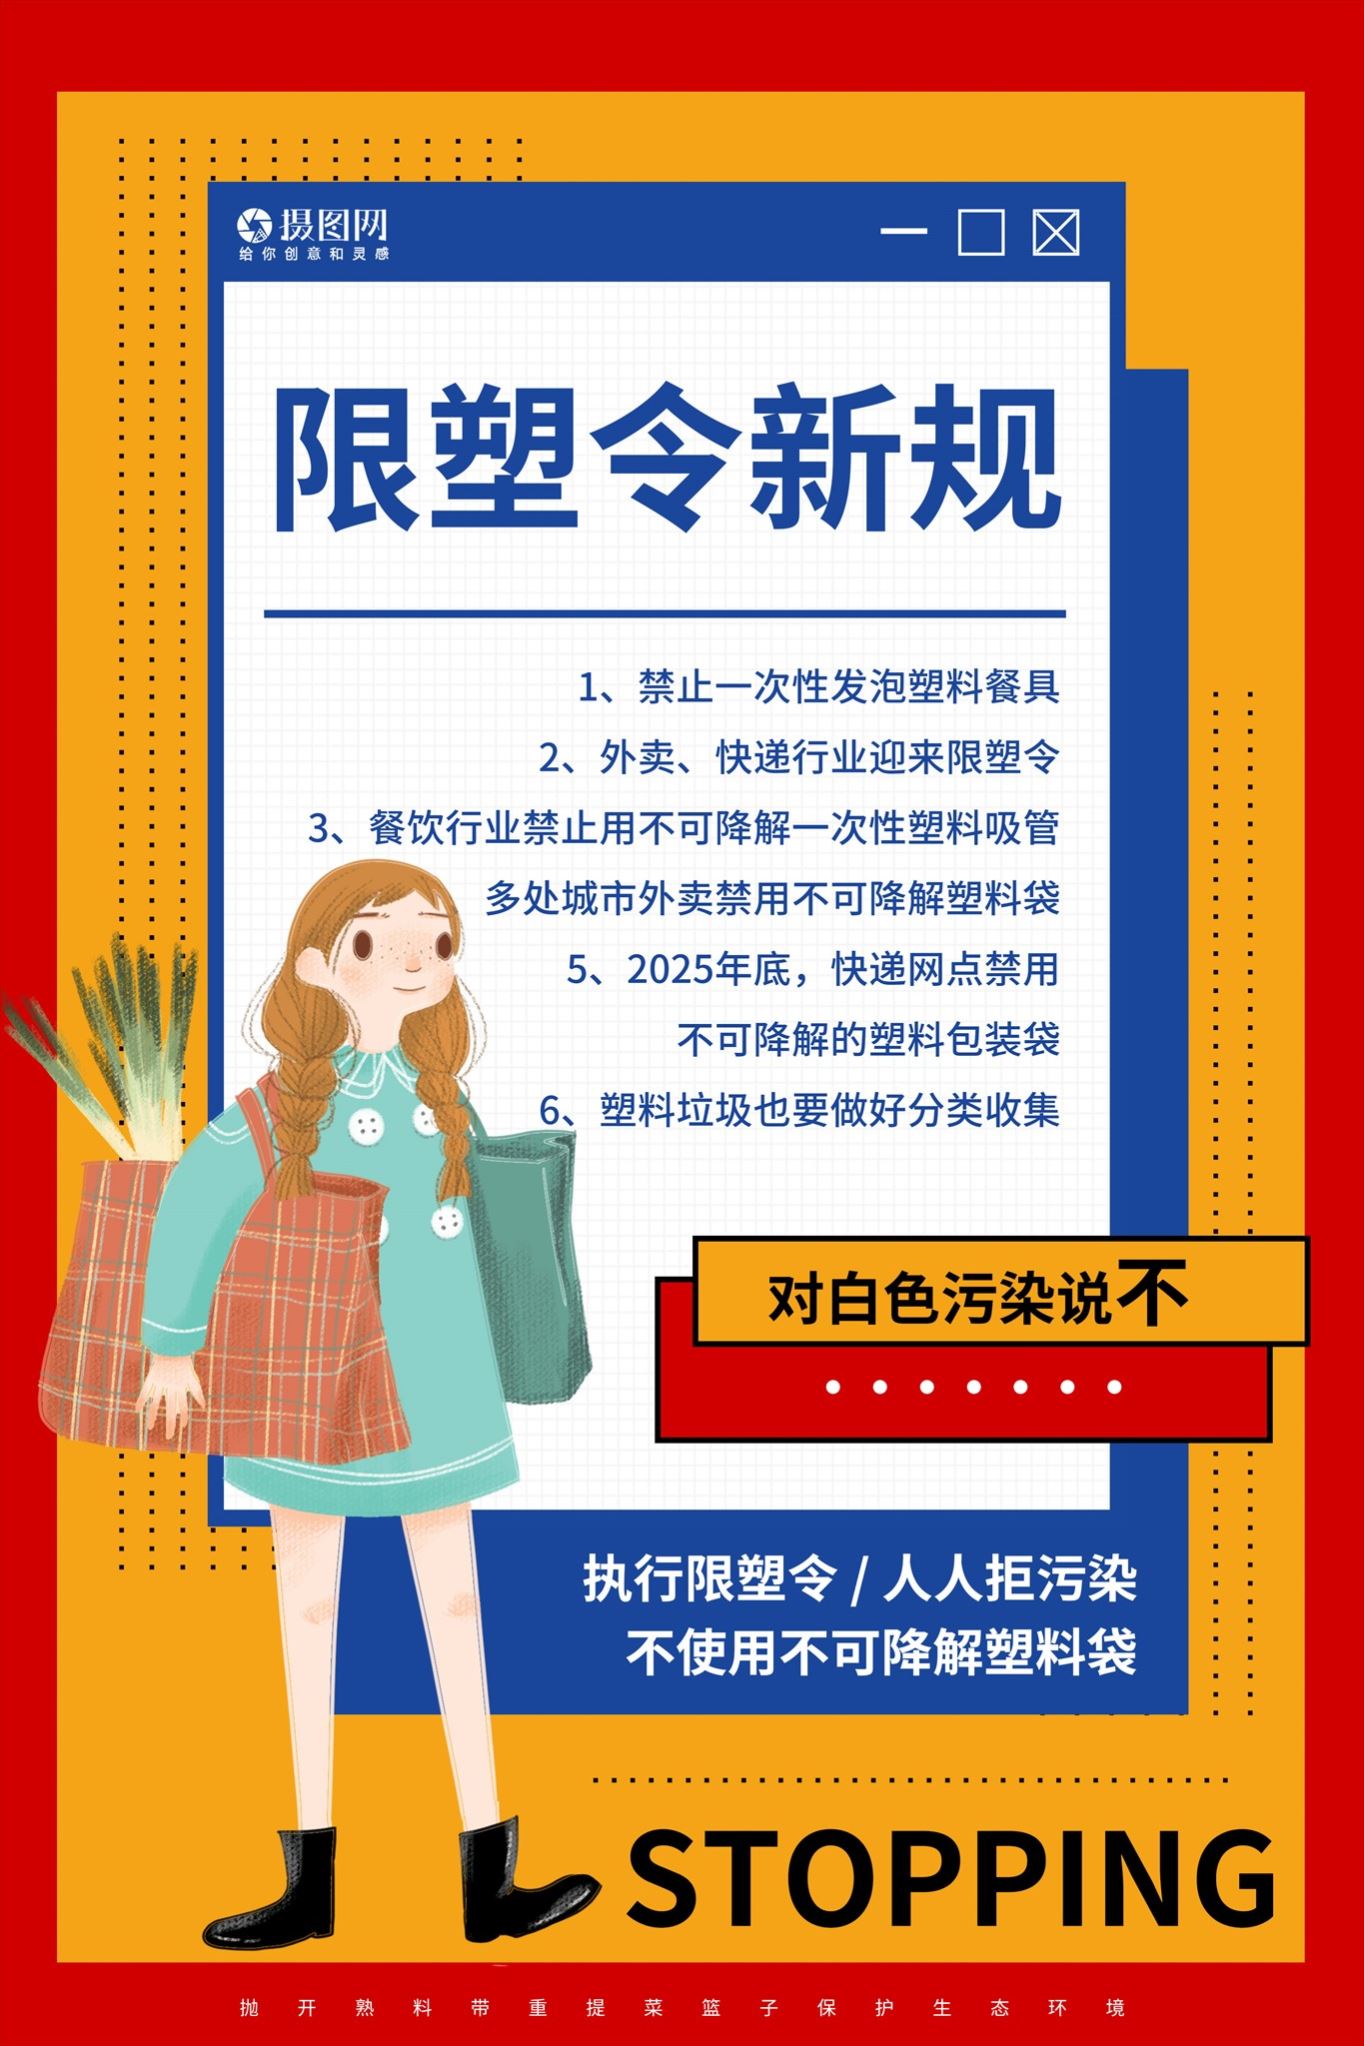 摄图网
给你创意和灵感
限塑令新规
1、禁止一次性发泡塑料餐具
2、外卖、快递行业迎来限塑令
3、餐饮行业禁止用不可降解一次性塑料吸管
多处城市外卖禁用不可降解塑料袋
5、2025年底，快递网点禁用
不可降解的塑料包装袋
6、塑料垃圾也要做好分类收集
对白色污染说不
执行限塑令 / 人人拒污染
不使用不可降解塑料袋
STOPPING
抛开熟料带重提菜篮子保护生态环境